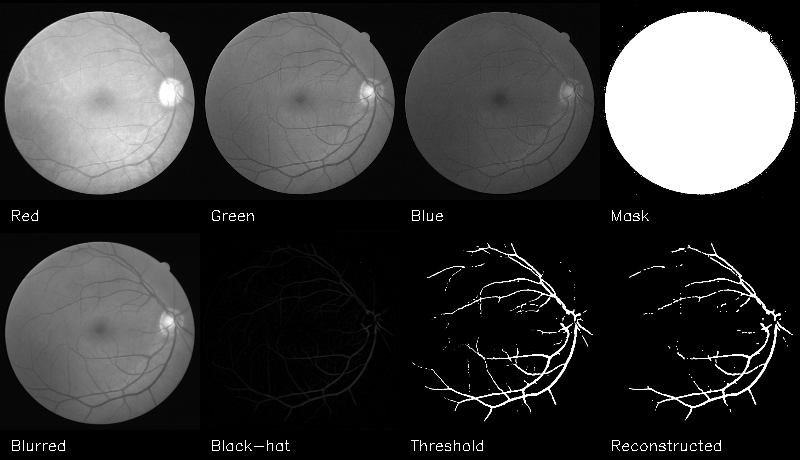 Red
Green
Blue
Mask
Blurred
Black-hat
Threshold
Reconstructed